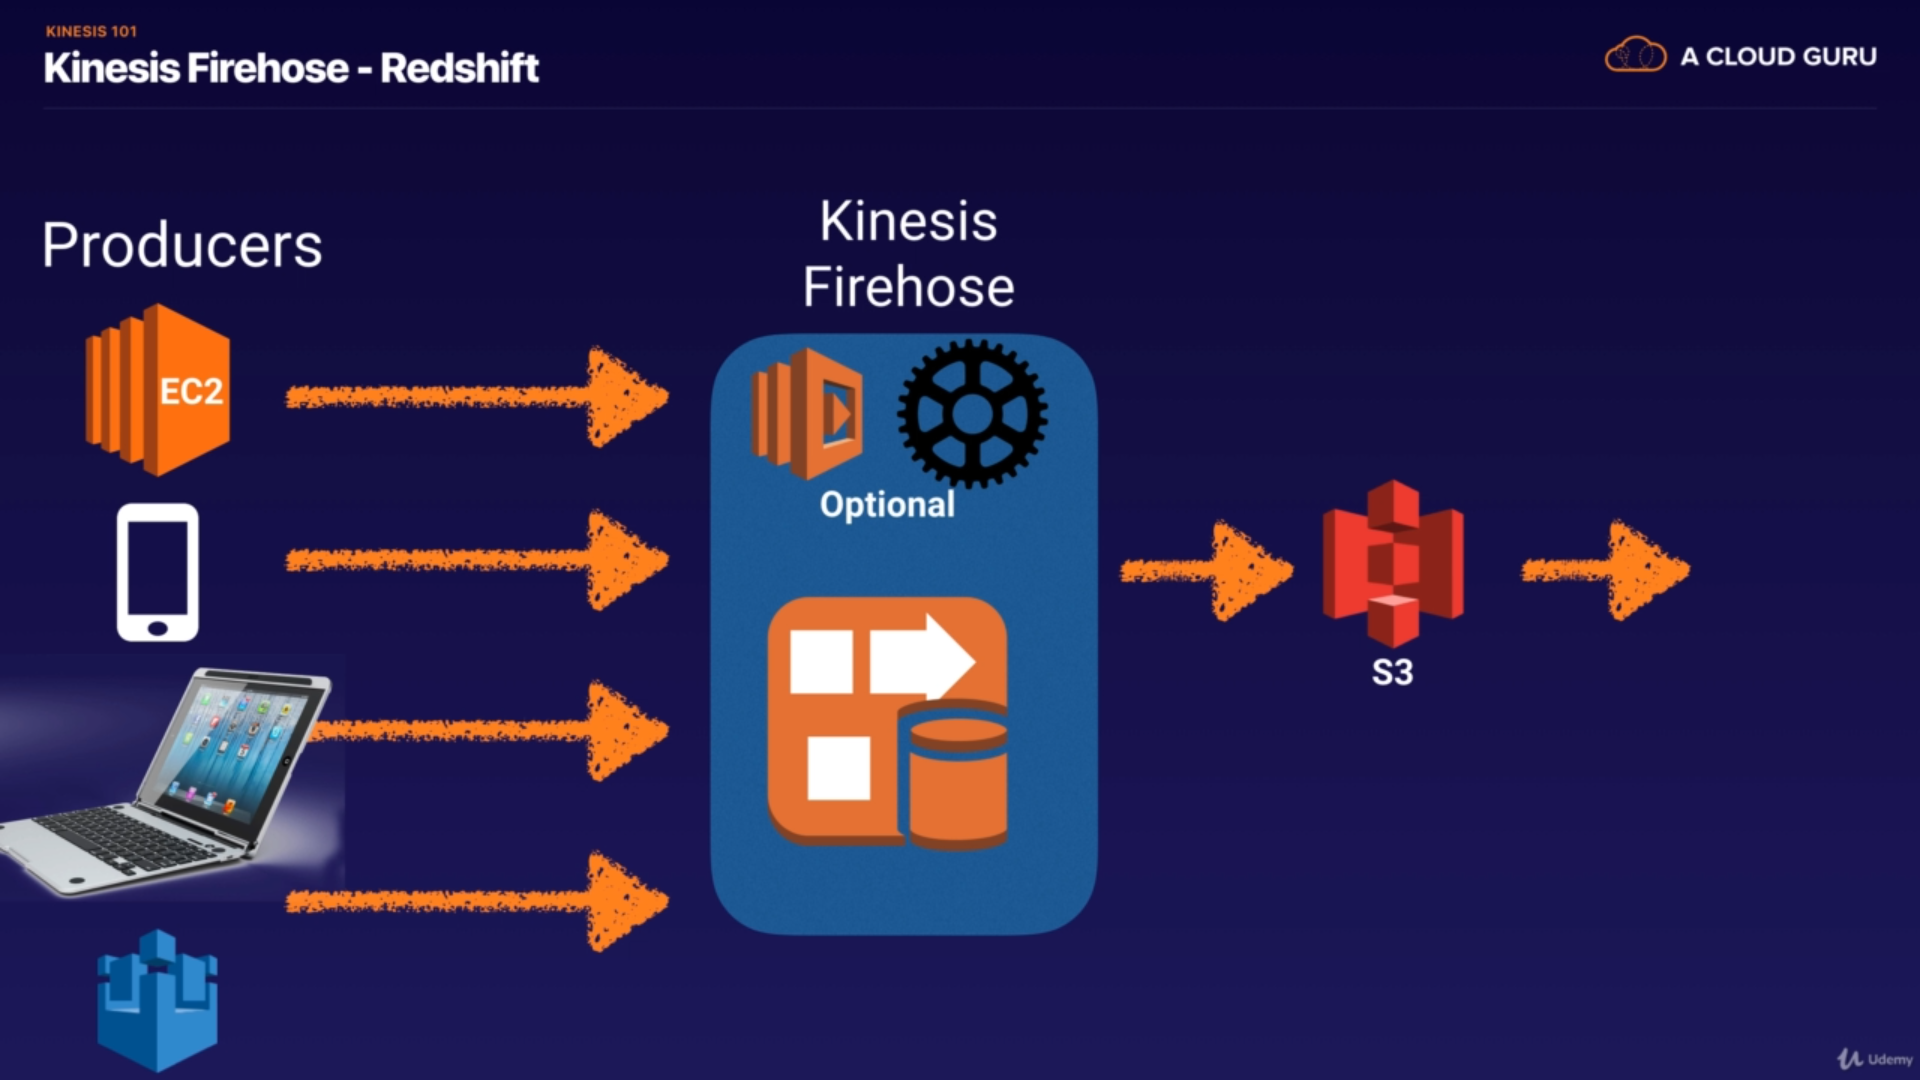 KINESIS 101
Kinesis Firehose - Redshift
A CLOUD GURU
Producers
Kinesis
Firehose
EC2
Optional
S3
Udemy